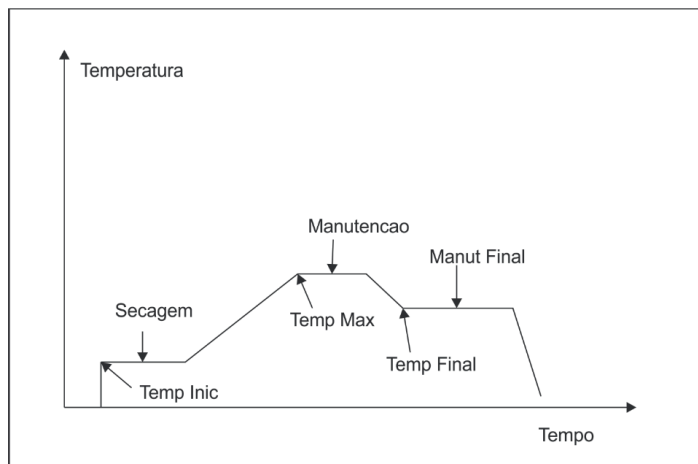 Temperatura
Manutencao
Manut Final
Secagem
Temp Max
Temp Final
Temp Inic
Tempo